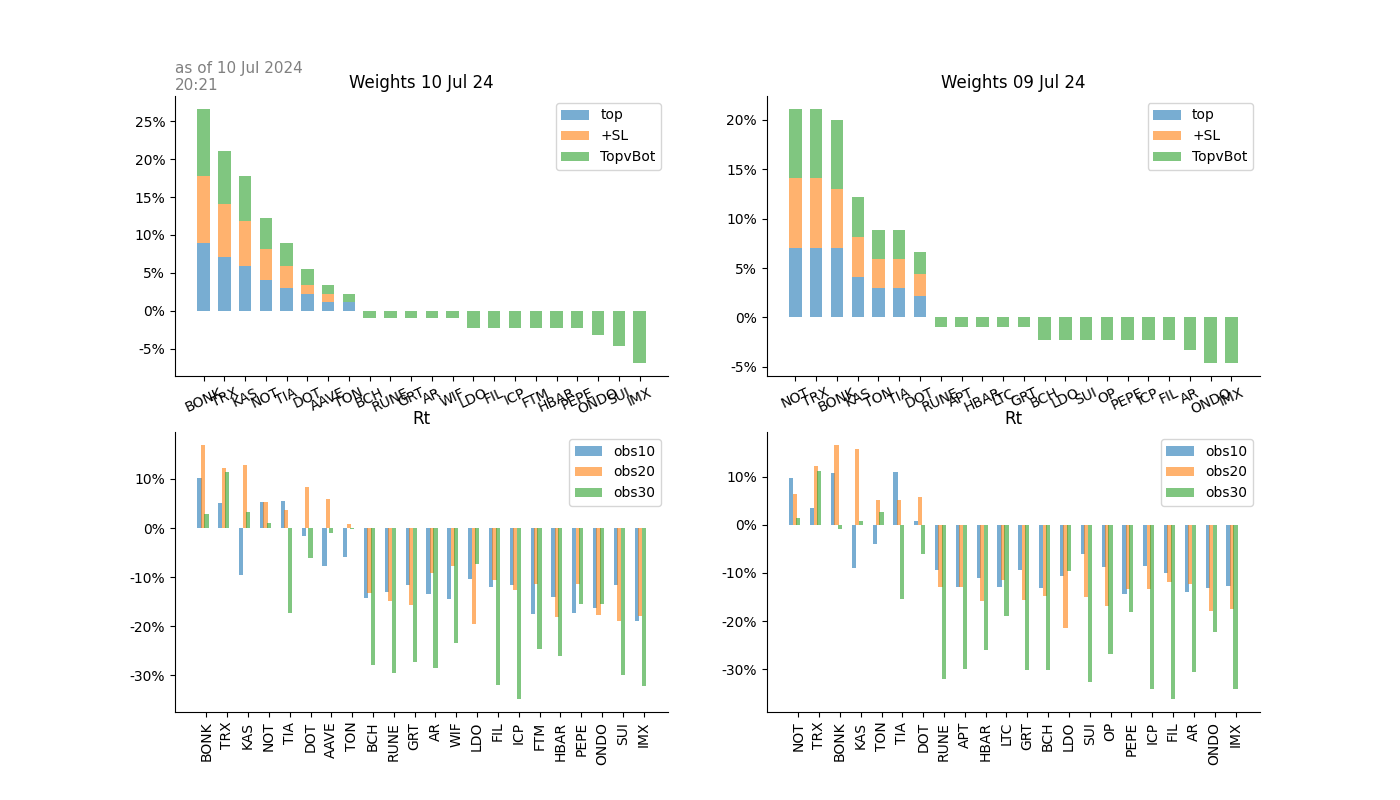 as of 10 Jul 2024
20:21
Weights 10 Jul 24
25%
20%
15%
10%
5%
0%
-5%
top
+SL
TopvBot
BONK TRX KAS NOT TIA DOT AAVE TON BCH RUNE GRT AR WIF LDO FIL ICP FTM HBAR PEPE ONDO SUI IMX
Weights 09 Jul 24
20%
15%
10%
5%
0%
-5%
top
+SL
TopvBot
NOT TRX BONK KAS TON TIA DOT RUNE APT HBAR LTC GRT BCH LDO SUI OP PEPE ICP FIL AR ONDO IMX
Rt
10%
0%
-10%
-20%
-30%
obs10
obs20
obs30
BONK TRX KAS NOT TIA DOT AAVE TON BCH RUNE GRT AR WIF LDO FIL ICP FTM HBAR PEPE ONDO SUI IMX
Rt
10%
0%
-10%
-20%
-30%
obs10
obs20
obs30
NOT TRX BONK KAS TON TIA DOT RUNE APT HBAR LTC GRT BCH LDO SUI OP PEPE ICP FIL AR ONDO IMX